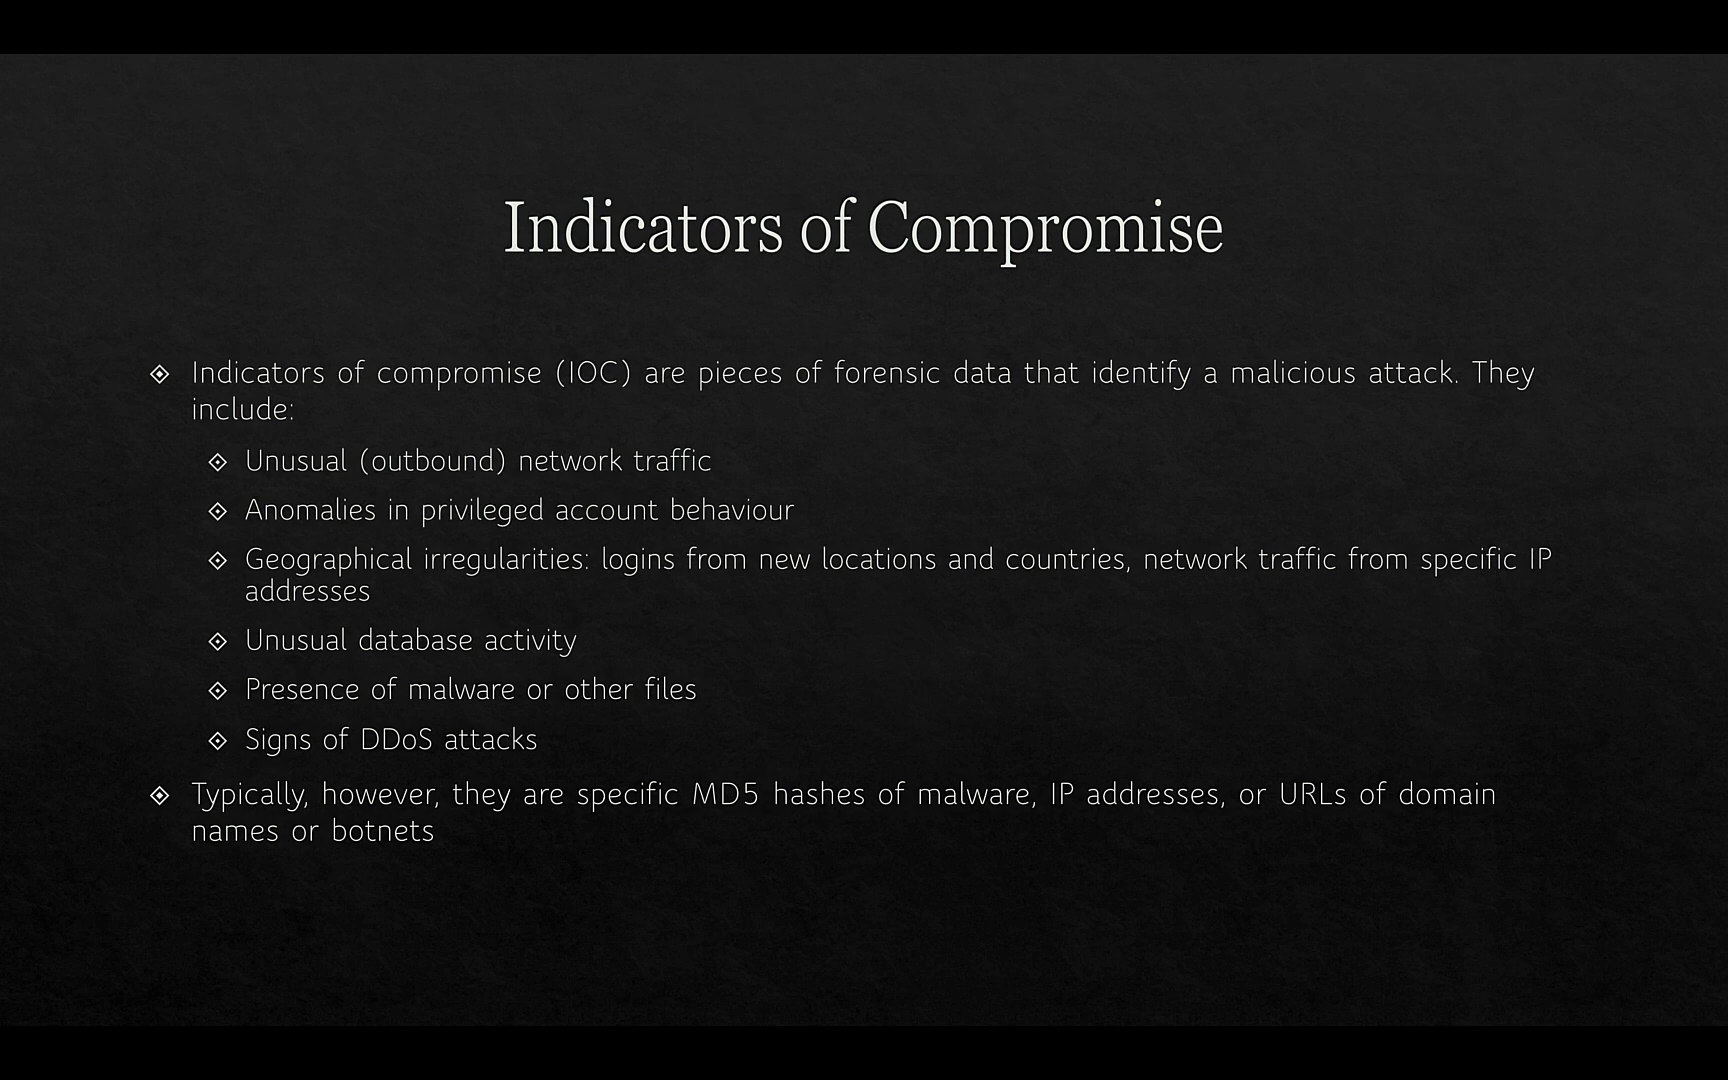 Indicators of Compromise
Indicators of compromise (IOC) are pieces of forensic data that identify a malicious attack. They
include:
Unusual (outbound) network traffic
Anomalies in privileged account behaviour
Geographical irregularities: logins from new locations and countries, network traffic from specific IP
addresses
Unusual database activity
Presence of malware or other files
Signs of DDoS attacks
Typically, however, they are specific MD5 hashes of malware, IP addresses, or URLs of domain
names or botnets